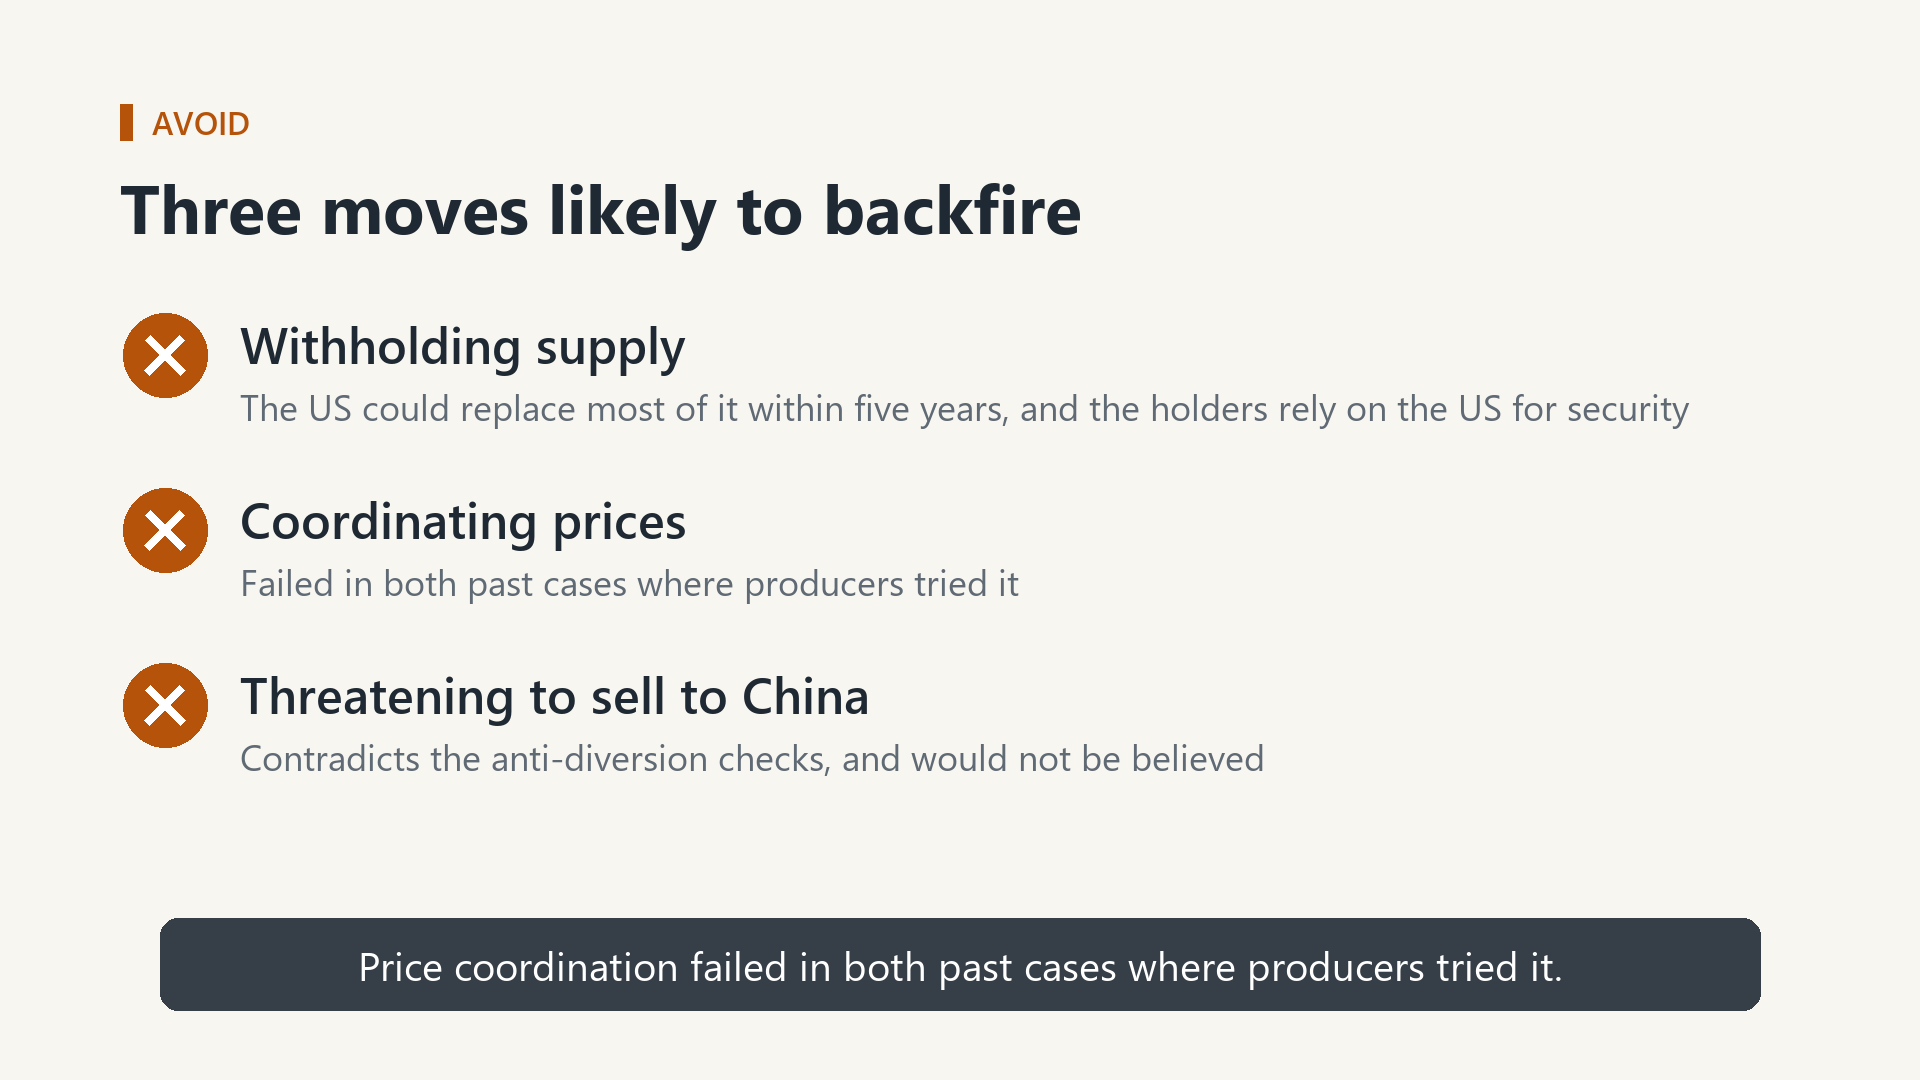 AVOID
Three moves likely to backfire
Withholding supply
The US could replace most of it within five years, and the holders rely on the US for security
Coordinating prices
Failed in both past cases where producers tried it
Threatening to sell to China
Contradicts the anti-diversion checks, and would not be believed
Price coordination failed in both past cases where producers tried it.